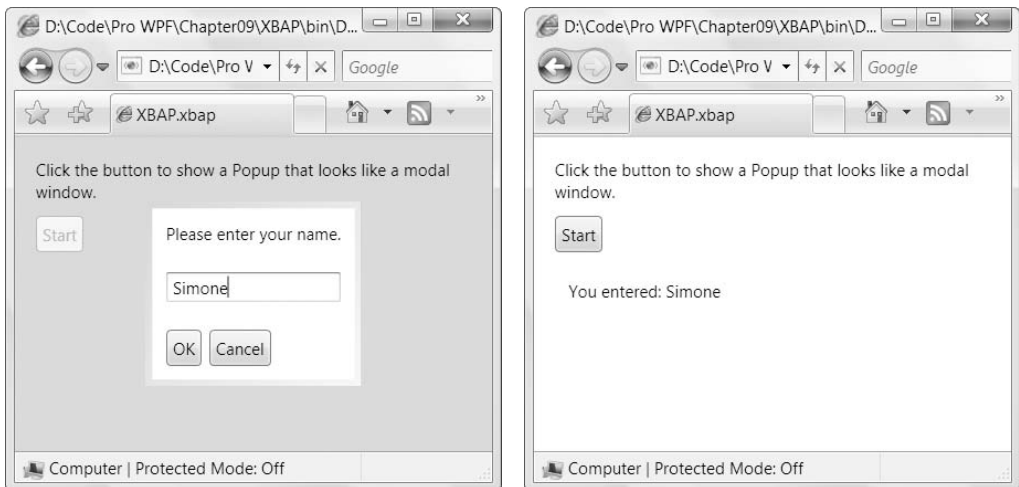 D:\Code\Pro WPF\Chapter09\XBAP\bin\D...
D:\Code\Pro V
Google
XBAP.xbap
Click the button to show a Popup that looks like a modal
window.
Start
Please enter your name.
Simone
OK Cancel
Computer | Protected Mode: Off
D:\Code\Pro WPF\Chapter09\XBAP\bin\D...
D:\Code\Pro V
Google
XBAP.xbap
Click the button to show a Popup that looks like a modal
window.
Start
You entered: Simone
Computer | Protected Mode: Off